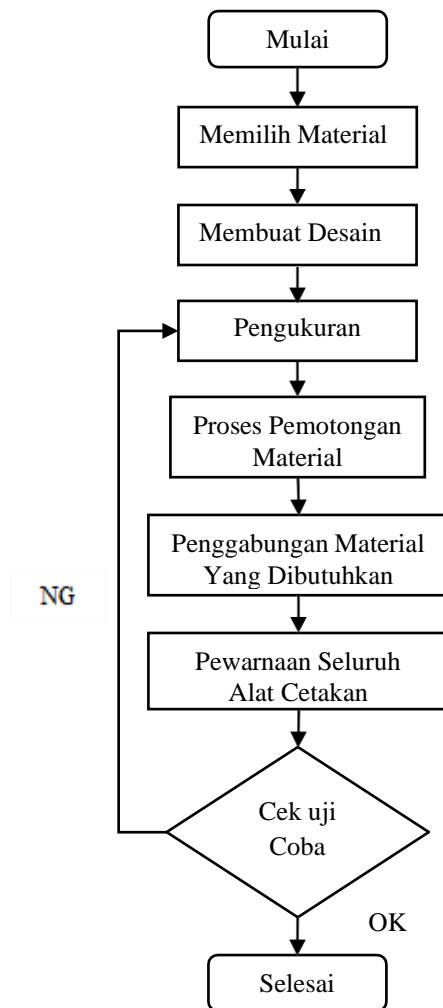 Mulai
Memilih Material
Membuat Desain
Pengukuran
Proses Pemotongan
Material
Penggabungan Material
Yang Dibutuhkan
NG
Pewarnaan Seluruh
Alat Cetakan
Cek uji
Coba
OK
Selesai